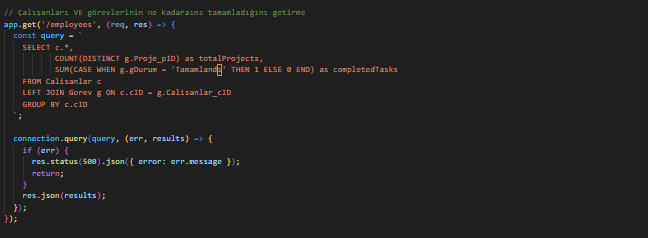 // Çalışanları VE görevlerinin ne kadaraını tamamladığını getirme
app.get('/employees', (req, res) => {
const query = `
SELECT c.*,
COUNT(DISTINCT g.Proje_pID) as totalProjects,
SUM(CASE WHEN g.gDurum = 'Tamamlandı' THEN 1 ELSE 0 END) as completedTasks
FROM Calisanlar c
LEFT JOIN Gorev g ON c.cID = g.Calisanlar_cID
GROUP BY c.cID
`;
connection.query(query, (err, results) => {
if (err) {
res.status(500).json({ error: err.message });
return;
}
res.json(results);
});
});